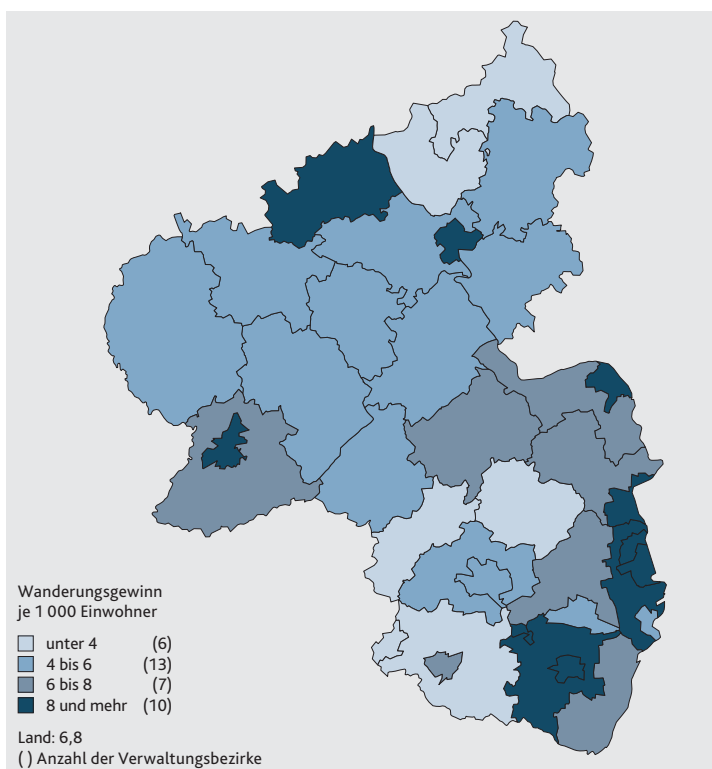 Wanderungsgewinn
je 1 000 Einwohner
unter 4 (6)
4 bis 6 (13)
6 bis 8 (7)
8 und mehr (10)
Land: 6,8
( ) Anzahl der Verwaltungsbezirke